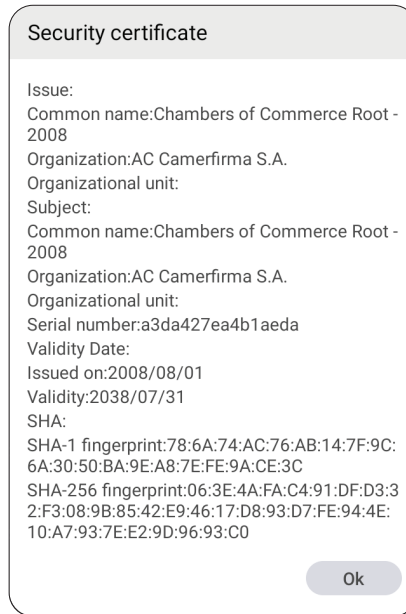 Security certificate
Issue:
Common name:Chambers of Commerce Root -
2008
Organization:AC Camerfirma S.A.
Organizational unit:
Subject:
Common name:Chambers of Commerce Root -
2008
Organization:AC Camerfirma S.A.
Organizational unit:
Serial number:a3da427ea4b1aeda
Validity Date:
Issued on:2008/08/01
Validity:2038/07/31
SHA:
SHA-1 fingerprint:78:6A:74:AC:76:AB:14:7F:9C:
6A:30:50:BA:9E:A8:7E:FE:9A:CE:3C
SHA-256 fingerprint:06:3E:4A:FA:C4:91:DF:D3:3
2:F3:08:9B:85:42:E9:46:17:D8:93:D7:FE:94:4E:
10:A7:93:7E:E2:9D:96:93:C0
Ok